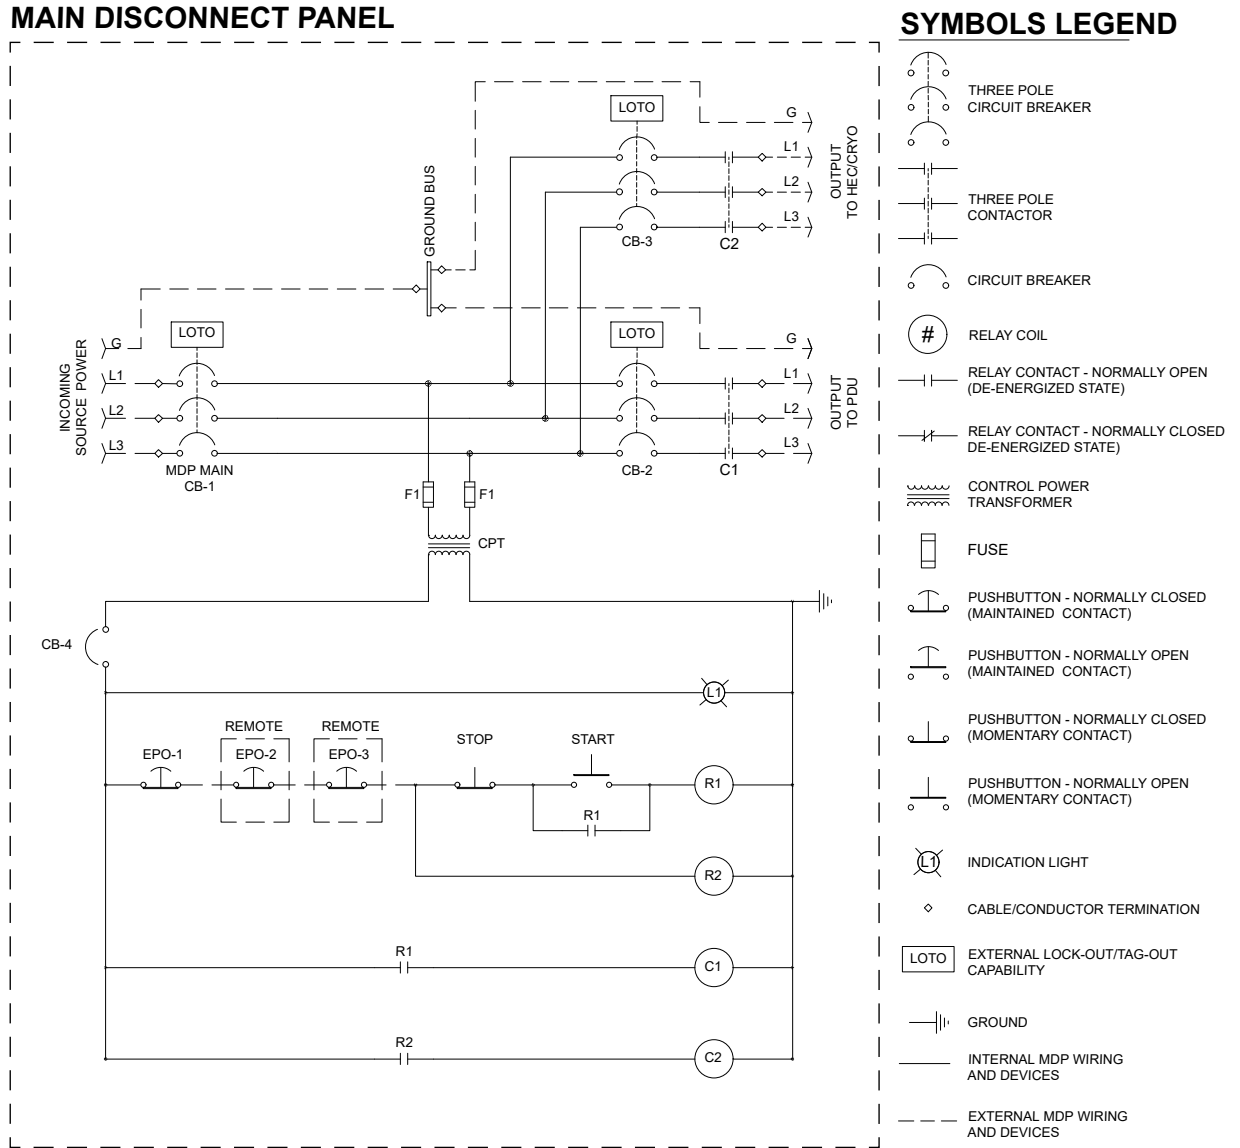 MAIN DISCONNECT PANEL
LOTO
G
L1
L2
L3
OUTPUT
TO HEC/CRYO
CB-3
C2
GROUND BUS
LOTO
G
L1
L2
L3
INCOMING
SOURCE POWER
MDP MAIN
CB-1
LOTO
G
L1
L2
L3
OUTPUT
TO PDU
CB-2
C1
F1
F1
CPT
CB-4
L1
REMOTE
REMOTE
EPO-1
EPO-2
EPO-3
STOP
START
R1
R1
R2
R1
C1
R2
C2
SYMBOLS LEGEND
THREE POLE
CIRCUIT BREAKER
THREE POLE
CONTACTOR
CIRCUIT BREAKER
#
RELAY COIL
RELAY CONTACT - NORMALLY OPEN
(DE-ENERGIZED STATE)
RELAY CONTACT - NORMALLY CLOSED
DE-ENERGIZED STATE)
CONTROL POWER
TRANSFORMER
FUSE
PUSHBUTTON - NORMALLY CLOSED
(MAINTAINED CONTACT)
PUSHBUTTON - NORMALLY OPEN
(MAINTAINED CONTACT)
PUSHBUTTON - NORMALLY CLOSED
(MOMENTARY CONTACT)
PUSHBUTTON - NORMALLY OPEN
(MOMENTARY CONTACT)
L1
INDICATION LIGHT
CABLE/CONDUCTOR TERMINATION
LOTO
EXTERNAL LOCK-OUT/TAG-OUT
CAPABILITY
GROUND
INTERNAL MDP WIRING
AND DEVICES
EXTERNAL MDP WIRING
AND DEVICES